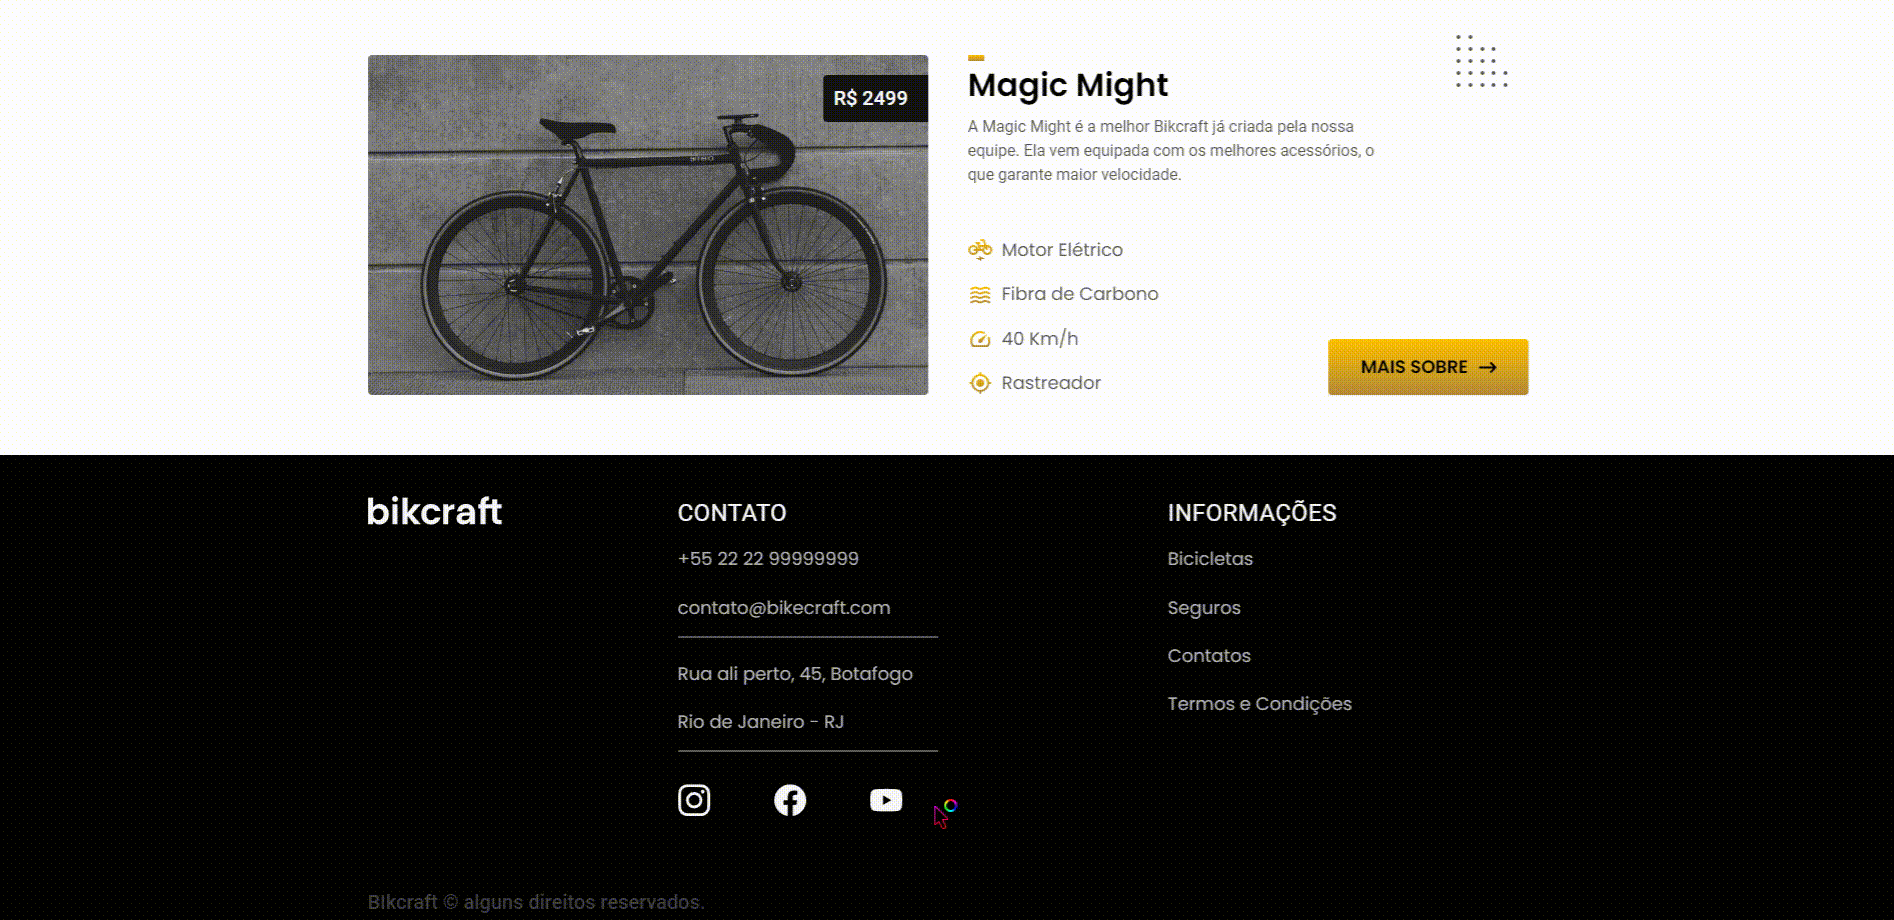 R$ 2499
Magic Might
A Magic Might é a melhor Bikcraft já criada pela nossa
equipe. Ela vem equipada com os melhores acessórios, o
que garante maior velocidade.
Motor Elétrico
Fibra de Carbono
40 Km/h
Rastreador
MAIS SOBRE →
bikcraft
CONTATO
+55 22 22 99999999
contato@bikecraft.com
Rua ali perto, 45, Botafogo
Rio de Janeiro - RJ
INFORMAÇÕES
Bicicletas
Seguros
Contatos
Termos e Condições
BIkcraft © alguns direitos reservados.